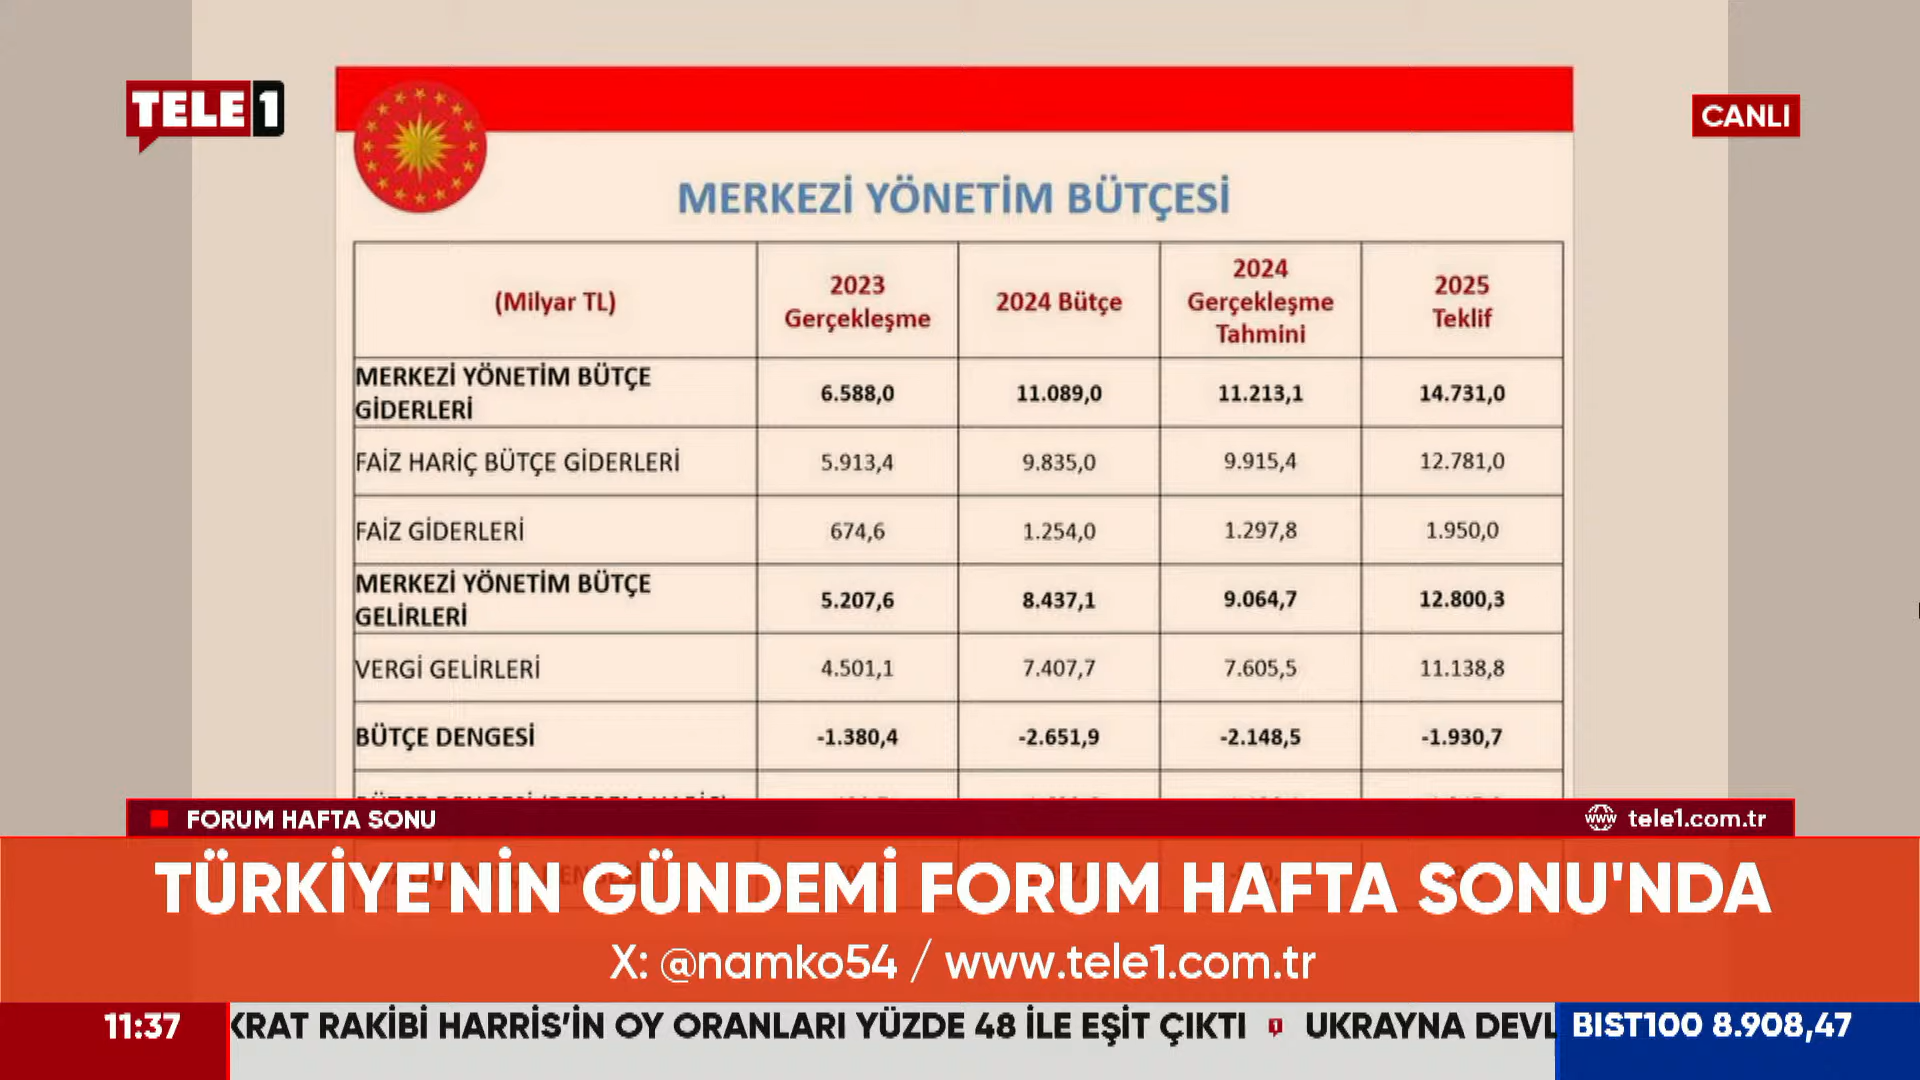 TELE1
CANLI
MERKEZİ YÖNETİM BÜTÇESİ
(Milyar TL)
2023
Gerçekleşme
2024 Bütçe
2024
Gerçekleşme
Tahmini
2025
Teklif
MERKEZİ YÖNETİM BÜTÇE
GİDERLERİ
6.588,0
11.089,0
11.213,1
14.731,0
FAİZ HARİÇ BÜTÇE GİDERLERİ
5.913,4
9.835,0
9.915,4
12.781,0
FAİZ GİDERLERİ
674,6
1.254,0
1.297,8
1.950,0
MERKEZİ YÖNETİM BÜTÇE
GELİRLERİ
5.207,6
8.437,1
9.064,7
12.800,3
VERGİ GELİRLERİ
4.501,1
7.407,7
7.605,5
11.138,8
BÜTÇE DENGESİ
-1.380,4
-2.651,9
-2.148,5
-1.930,7
FORUM HAFTA SONU
www tele1.com.tr
TÜRKİYE'NİN GÜNDEMİ FORUM HAFTA SONU'NDA
X: @namko54 / www.tele1.com.tr
11:37
KRAT RAKİBİ HARRİS’İN OY ORANLARI YÜZDE 48 İLE EŞİT ÇIKTI UKRAYNA DEVL
BIST100 8.908,47